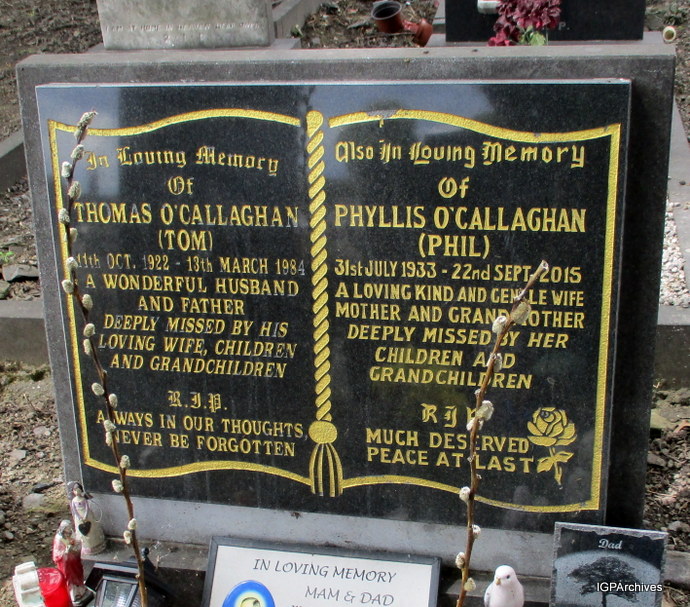 In Loving Memory
Of
THOMAS O'CALLAGHAN
(TOM)
11th OCT. 1922 - 13th MARCH 1984
A WONDERFUL HUSBAND
AND FATHER
DEEPLY MISSED BY HIS
LOVING WIFE, CHILDREN
AND GRANDCHILDREN
R.I.P.
ALWAYS IN OUR THOUGHTS
NEVER BE FORGOTTEN
Also In Loving Memory
Of
PHYLLIS O'CALLAGHAN
(PHIL)
31st JULY 1933 - 22nd SEPT. 2015
A LOVING KIND AND GENTLE WIFE
MOTHER AND GRANDMOTHER
DEEPLY MISSED BY HER
CHILDREN AND
GRANDCHILDREN
R I P
MUCH DESERVED
PEACE AT LAST
IN LOVING MEMORY
MAM & DAD
Dad
IGPArchives